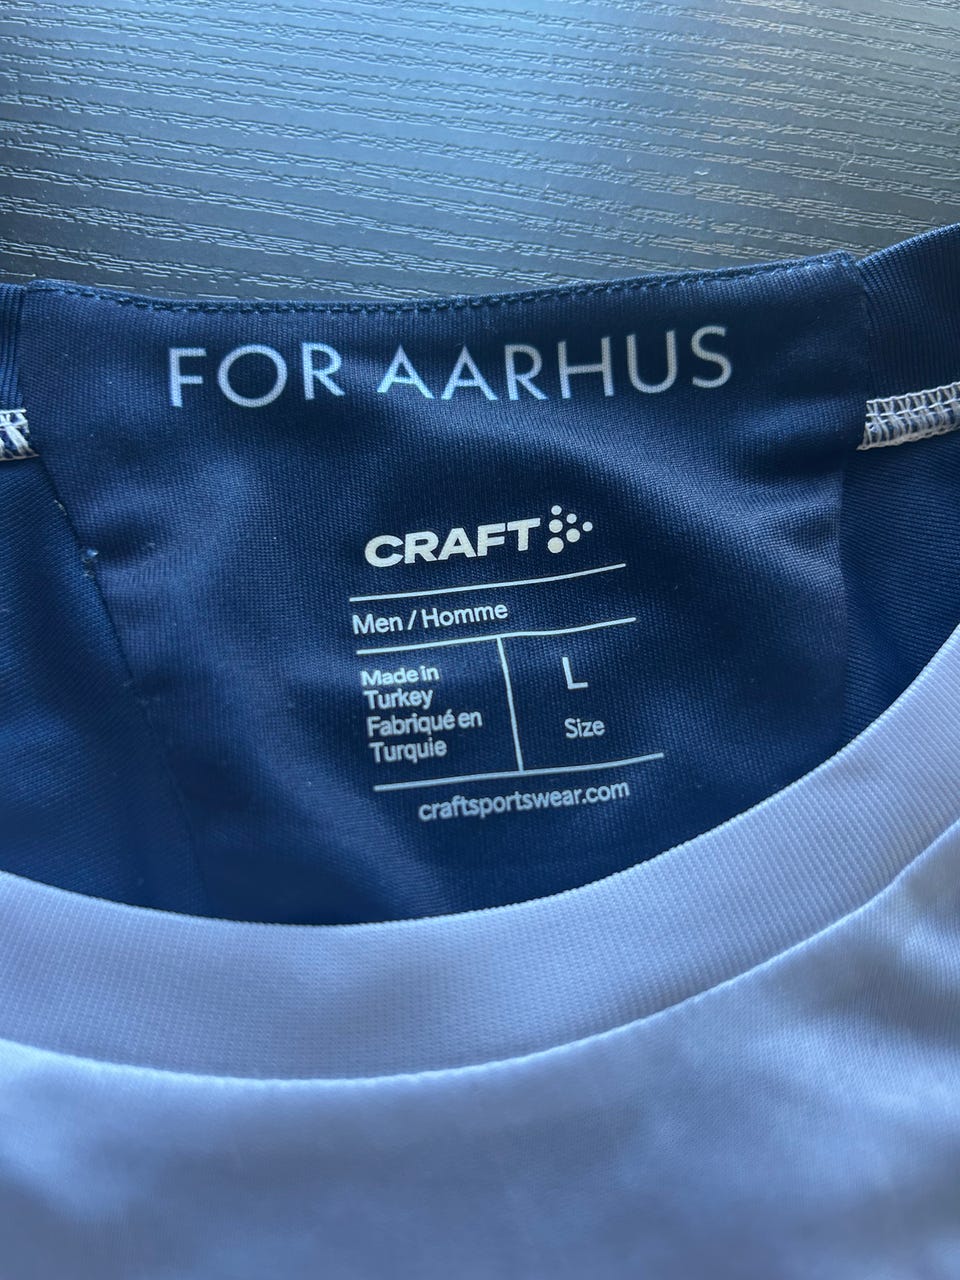 FOR AARHUS
CRAFT
Men / Homme
Made in
Turkey
Fabriqué en
Turquie
L
Size
craftsportswear.com